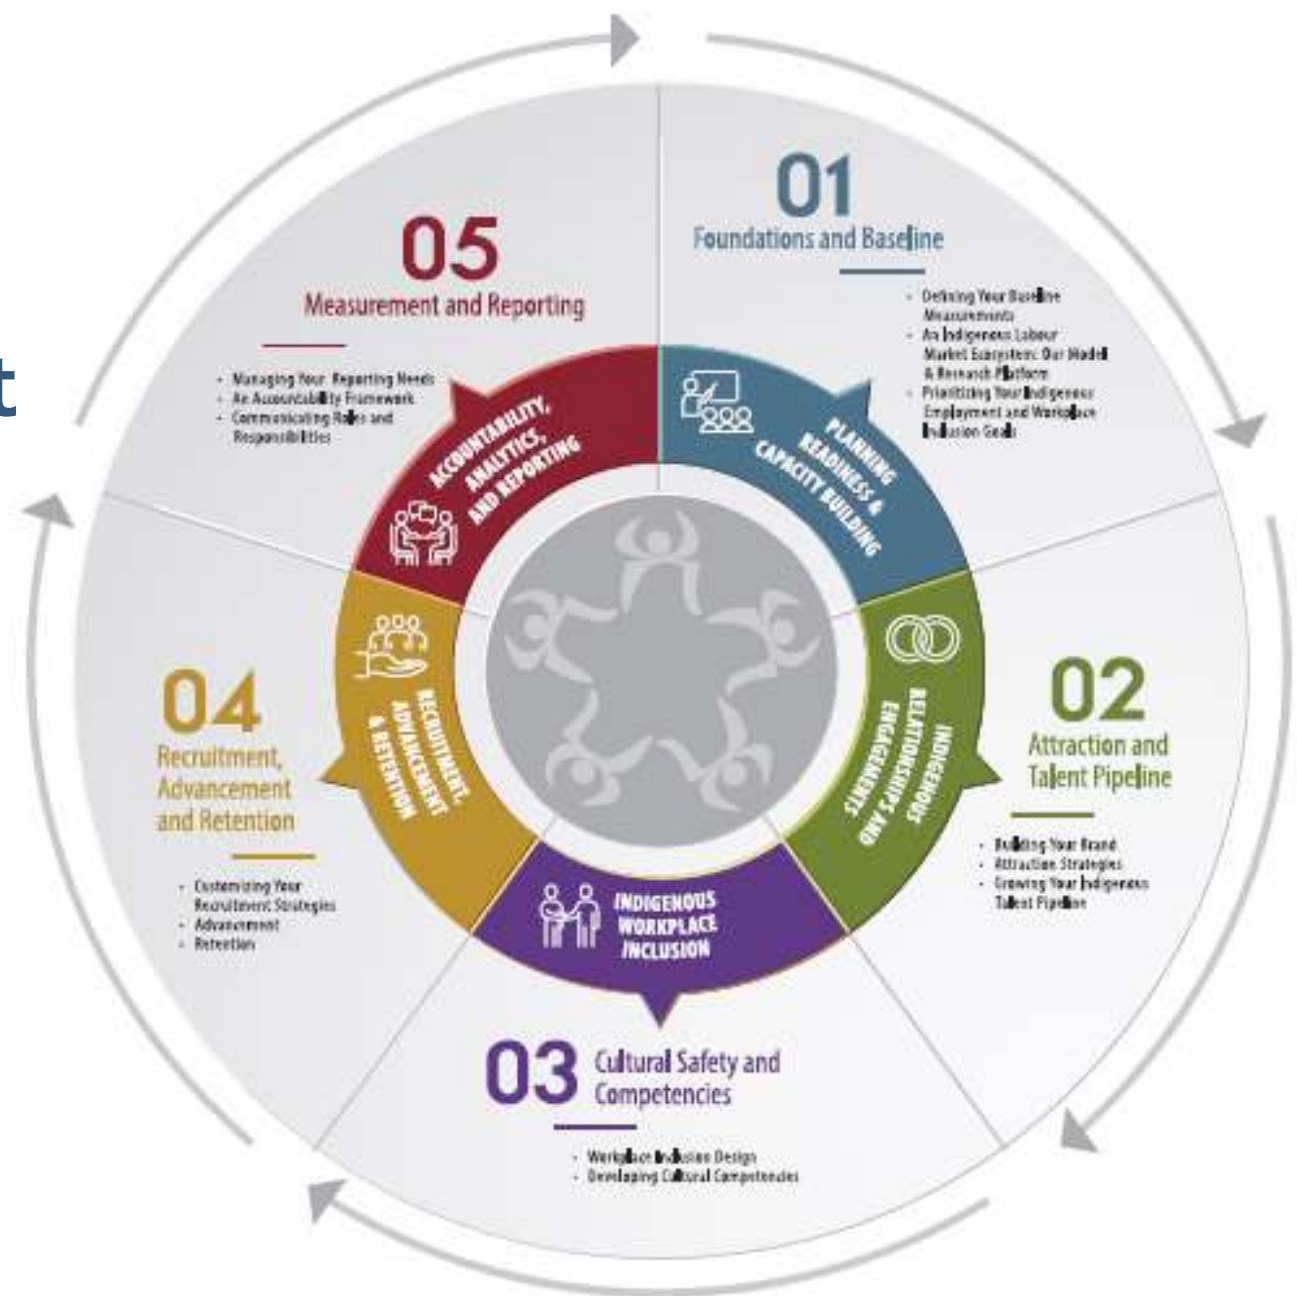 t
01
Foundations and Baseline
• Defining Your Baseline
Measurements
• An Indigenous Labour
Market Ecosystem: Our Model
& Research Platform
• Prioritizing Your Indigenous
Employment and Workplace
Inclusion Goals
PLANNING
READINESS &
CAPACITY BUILDING
02
Attraction and
Talent Pipeline
• Building Your Brand
• Attraction Strategies
• Growing Your Indigenous
Talent Pipeline
INDIGENOUS
RELATIONSHIPS AND
ENGAGEMENTS
INDIGENOUS
WORKPLACE
INCLUSION
03
Cultural Safety and
Competencies
• Workplace Inclusion Design
• Developing Cultural Competencies
04
Recruitment,
Advancement
and Retention
• Customizing Your
Recruitment Strategies
• Advancement
• Retention
RECRUITMENT,
ADVANCEMENT
& RETENTION
05
Measurement and Reporting
• Managing Your Reporting Needs
• An Accountability Framework
• Communicating Roles and
Responsibilities
ACCOUNTABILITY,
ANALYTICS,
AND REPORTING